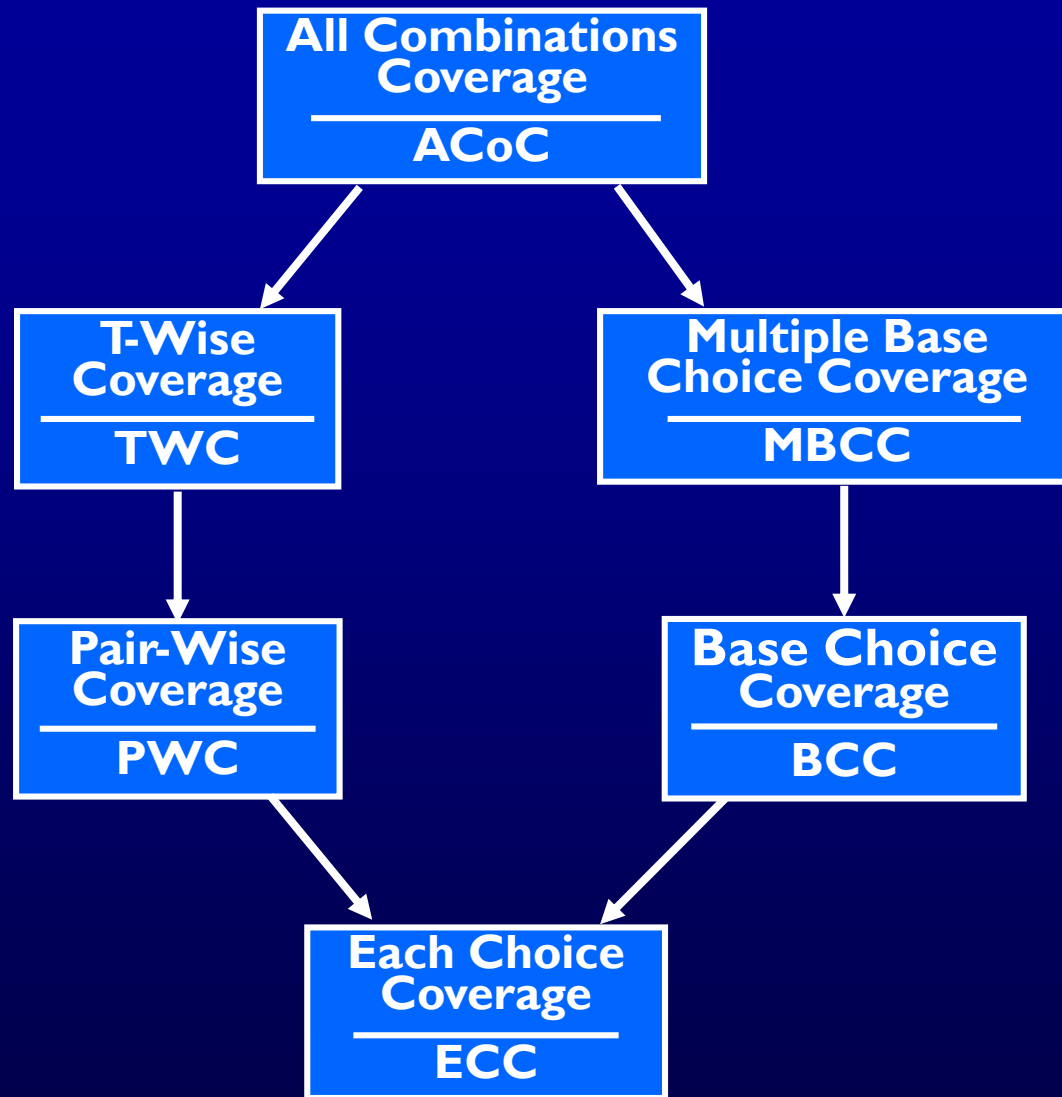 All Combinations
Coverage
ACoC
T-Wise
Coverage
TWC
Multiple Base
Choice Coverage
MBCC
Pair-Wise
Coverage
PWC
Base Choice
Coverage
BCC
Each Choice
Coverage
ECC